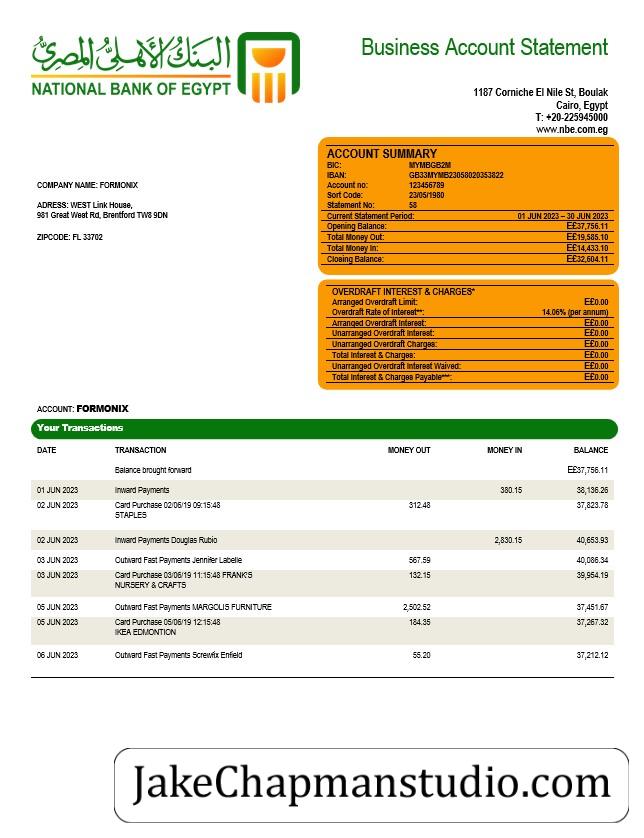 البنك الأهلي المصري
NATIONAL BANK OF EGYPT
Business Account Statement
1187 Corniche El Nile St, Boulak
Cairo, Egypt
T: +20-225945000
www.nbe.com.eg
COMPANY NAME: FORMONIX
ADRESS: WEST Link House,
981 Great West Rd, Brentford TW8 9DN
ZIPCODE: FL 33702
ACCOUNT SUMMARY
BIC: MYMBGB2M
IBAN: GB33MYMB23058020353822
Account no: 123456789
Sort Code: 23/05/1980
Statement No: 58
Current Statement Period: 01 JUN 2023 – 30 JUN 2023
Opening Balance: E£37,756.11
Total Money Out: E£19,585.10
Total Money In: E£14,433.10
Closing Balance: E£32,604.11
OVERDRAFT INTEREST & CHARGES*
Arranged Overdraft Limit: E£0.00
Overdraft Rate of Interest**: 14.06% (per annum)
Arranged Overdraft Interest: E£0.00
Unarranged Overdraft Interest: E£0.00
Unarranged Overdraft Charges: E£0.00
Total Interest & Charges: E£0.00
Unarranged Overdraft Interest Waived: E£0.00
Total Interest & Charges Payable***: E£0.00
ACCOUNT: FORMONIX
Your Transactions
DATE TRANSACTION MONEY OUT MONEY IN BALANCE
Balance brought forward E£37,756.11
01 JUN 2023 Inward Payments 380.15 38,136.26
02 JUN 2023 Card Purchase 02/06/19 09:15:48 312.48 37,823.78
STAPLES
02 JUN 2023 Inward Payments Douglas Rubio 2,830.15 40,653.93
03 JUN 2023 Outward Fast Payments Jennifer Labelle 567.59 40,086.34
03 JUN 2023 Card Purchase 03/06/19 11:15:48 FRANK'S 132.15 39,954.19
NURSERY & CRAFTS
05 JUN 2023 Outward Fast Payments MARGOLIS FURNITURE 2,502.52 37,451.67
05 JUN 2023 Card Purchase 05/06/19 12:15:48 184.35 37,267.32
IKEA EDMONTION
06 JUN 2023 Outward Fast Payments Screwfix Enfield 55.20 37,212.12
JakeChapmanstudio.com